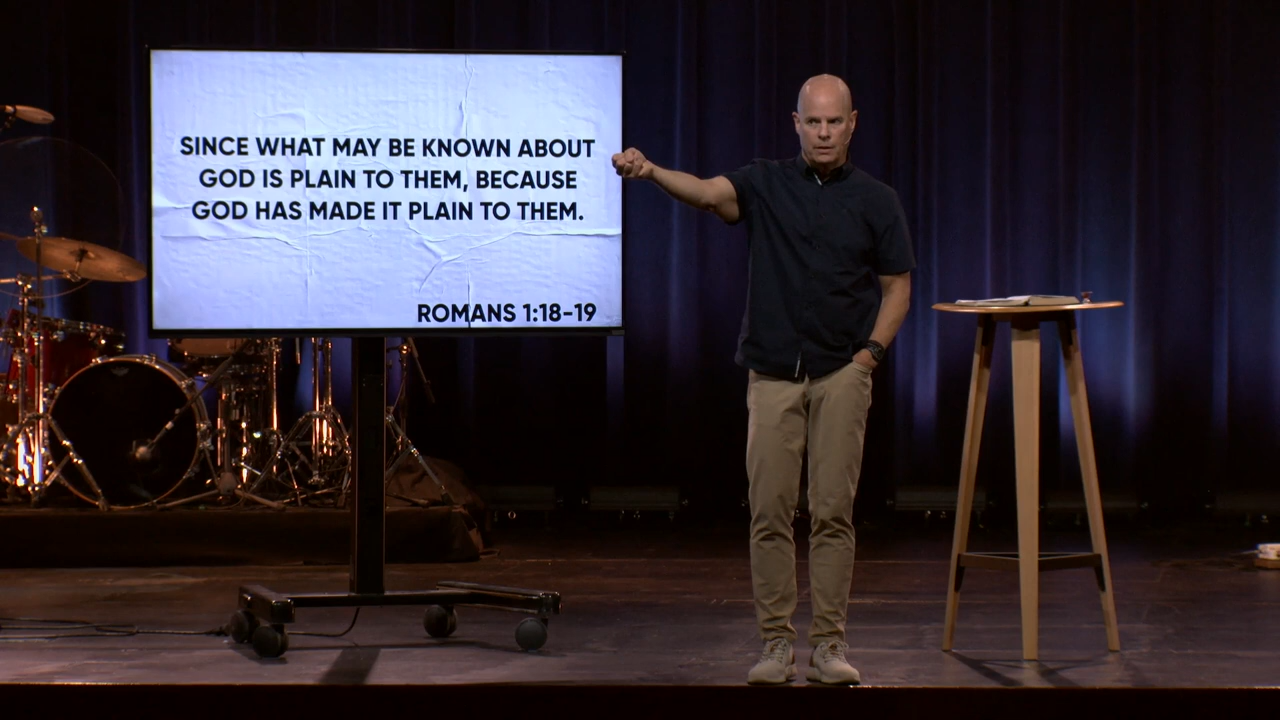 SINCE WHAT MAY BE KNOWN ABOUT
GOD IS PLAIN TO THEM, BECAUSE
GOD HAS MADE IT PLAIN TO THEM.
ROMANS 1:18-19